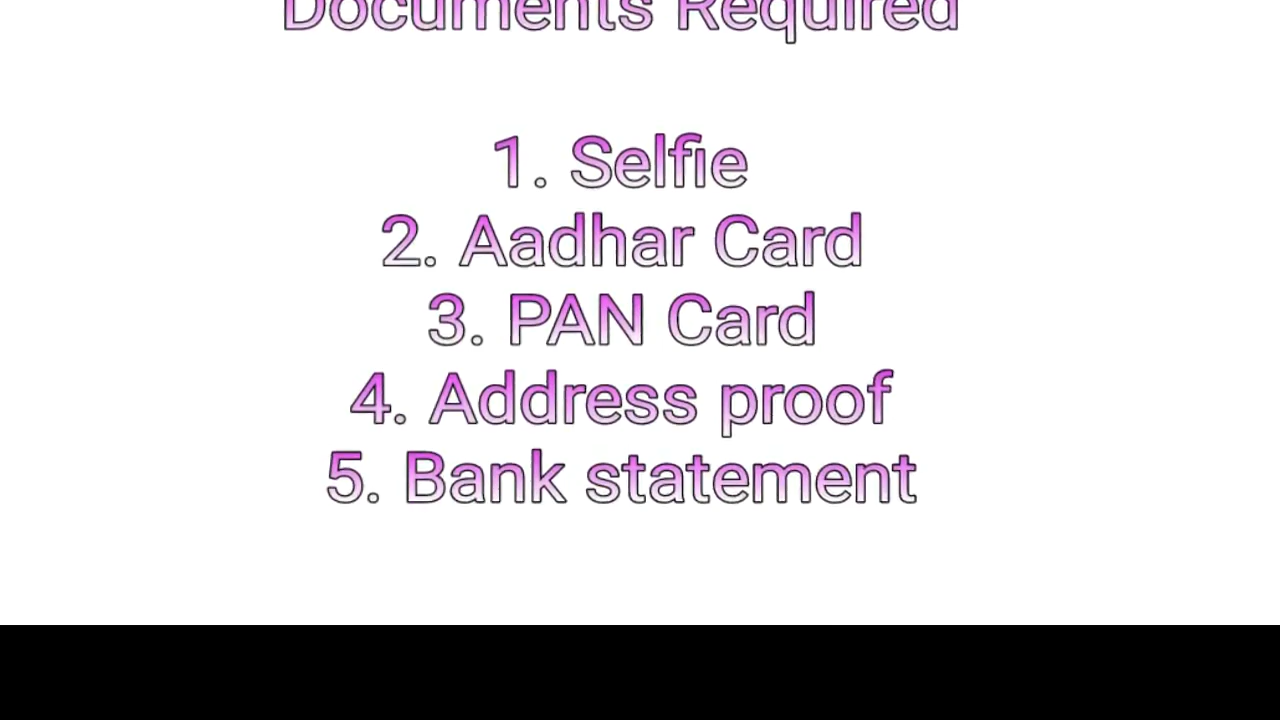 Documents Required
1. Selfie
2. Aadhar Card
3. PAN Card
4. Address proof
5. Bank statement